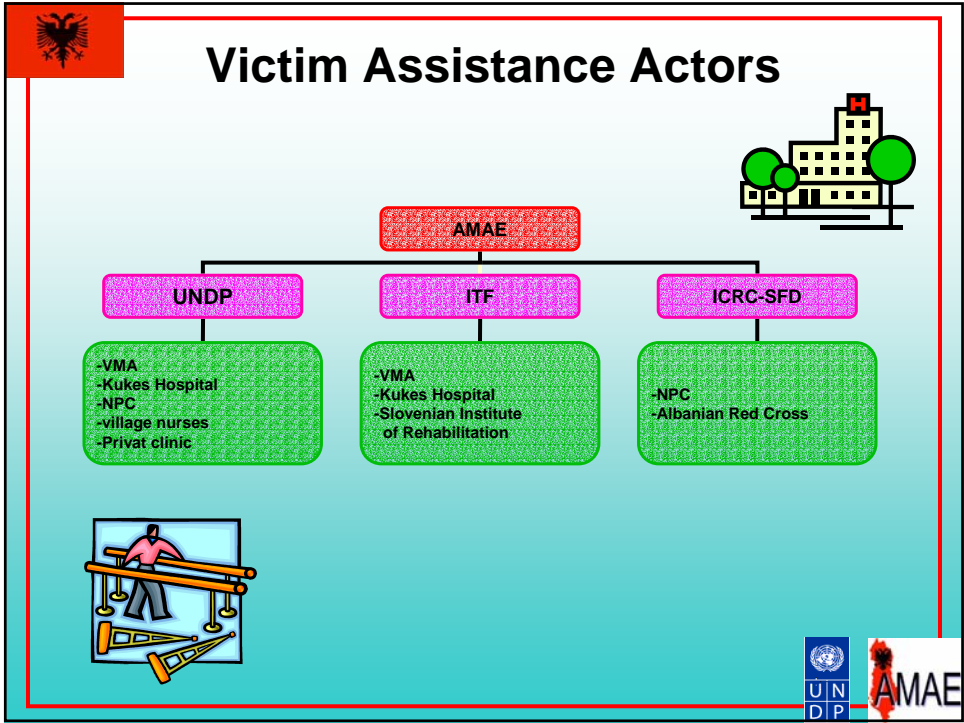 Victim Assistance Actors
H
AMAE
UNDP
ITF
ICRC-SFD
-VMA
-Kukes Hospital
-NPC
-village nurses
-Privat clinic
-VMA
-Kukes Hospital
-Slovenian Institute
of Rehabilitation
-NPC
-Albanian Red Cross
U N
D P
AMAE